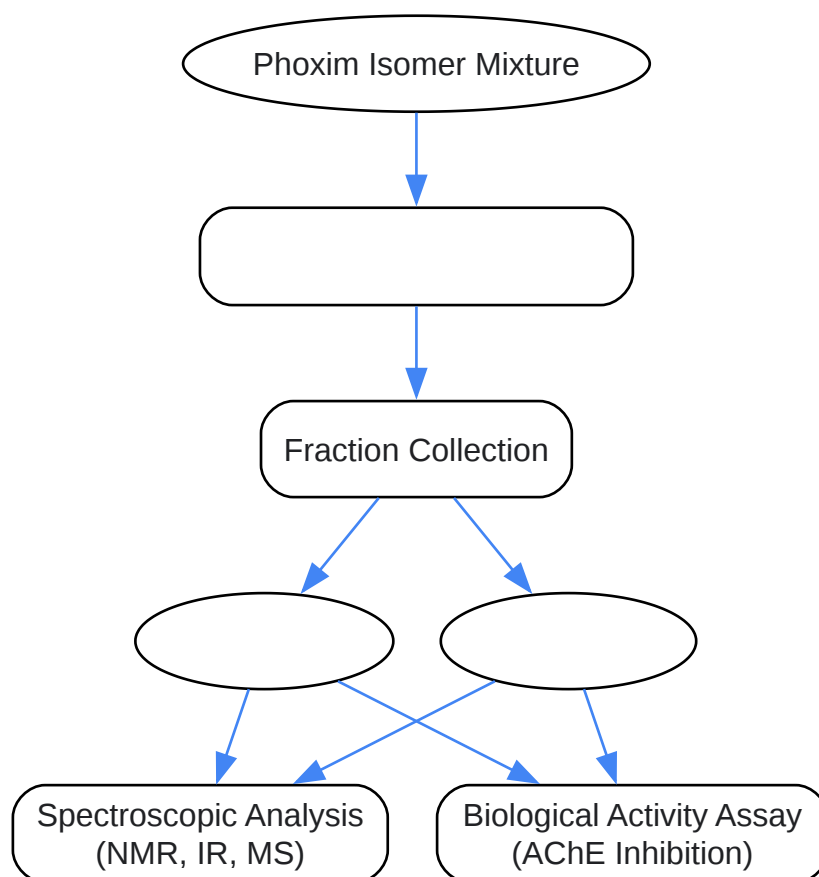 Phoxim Isomer Mixture
Fraction Collection
Spectroscopic Analysis
(NMR, IR, MS)
Biological Activity Assay
(AChE Inhibition)